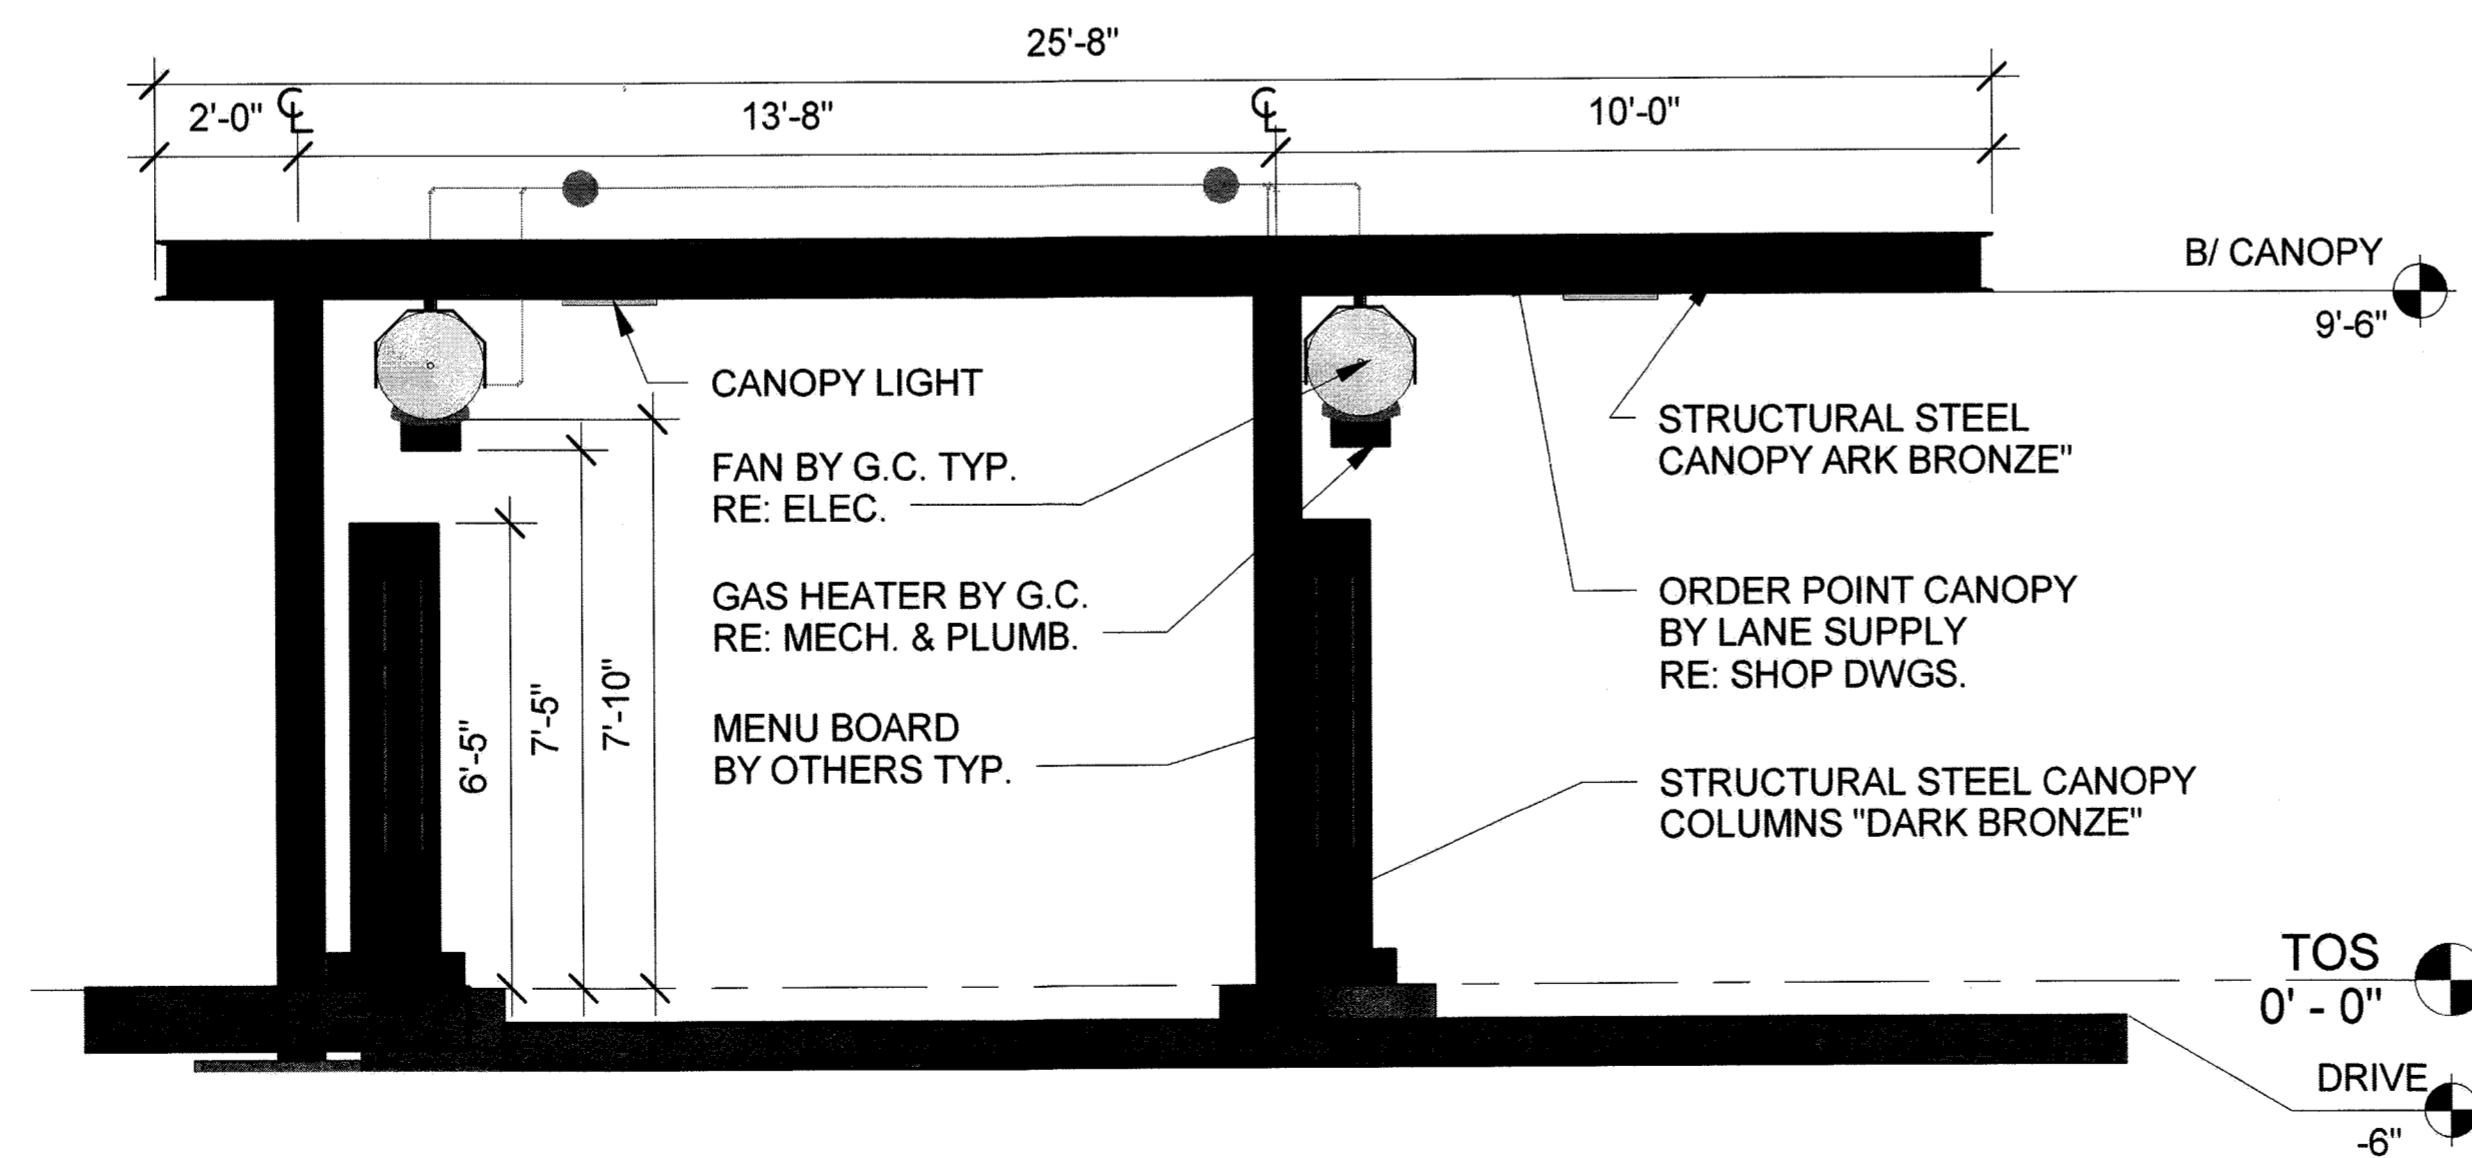 25'-8"
2'-0" CL 13'-8" CL 10'-0"
B/ CANOPY
9'-6"
CANOPY LIGHT
FAN BY G.C. TYP.
RE: ELEC.
GAS HEATER BY G.C.
RE: MECH. & PLUMB.
MENU BOARD
BY OTHERS TYP.
6'-5"
7'-5"
7'-10"
STRUCTURAL STEEL
CANOPY ARK BRONZE"
ORDER POINT CANOPY
BY LANE SUPPLY
RE: SHOP DWGS.
STRUCTURAL STEEL CANOPY
COLUMNS "DARK BRONZE"
TOS
0' - 0"
DRIVE
-6"